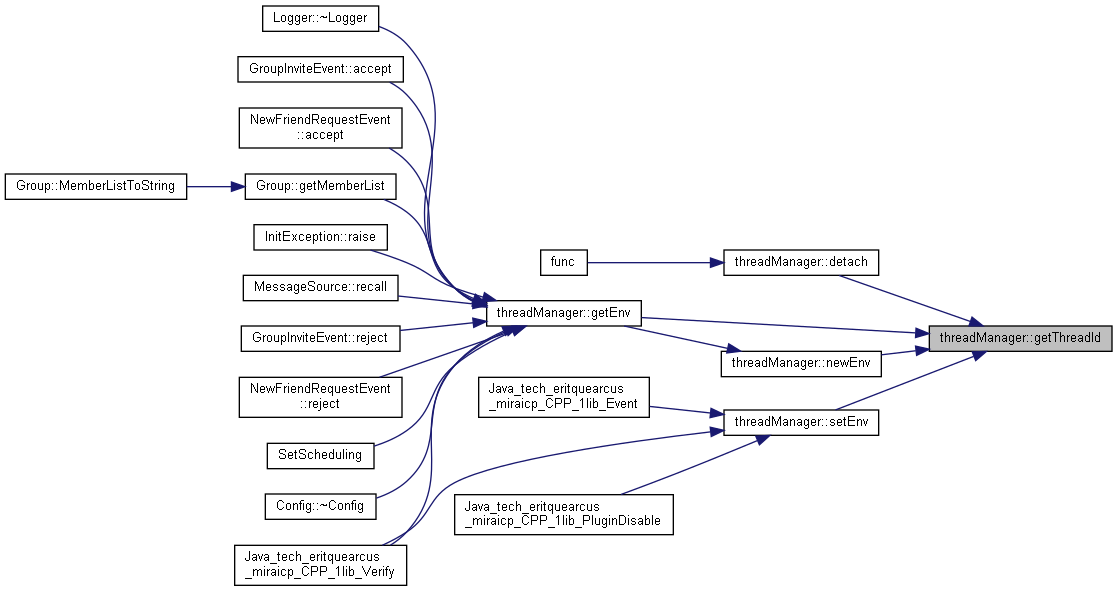 Logger::~Logger
GroupInviteEvent::accept
NewFriendRequestEvent
::accept
Group::MemberListToString
Group::getMemberList
InitException::raise
func
threadManager::detach
MessageSource::recall
threadManager::getEnv
GroupInviteEvent::reject
threadManager::getThreadId
threadManager::newEnv
NewFriendRequestEvent
::reject
Java_tech_eritquearcus
_miraicp_CPP_1lib_Event
threadManager::setEnv
SetScheduling
Config::~Config
Java_tech_eritquearcus
_miraicp_CPP_1lib_PluginDisable
Java_tech_eritquearcus
_miraicp_CPP_1lib_Verify